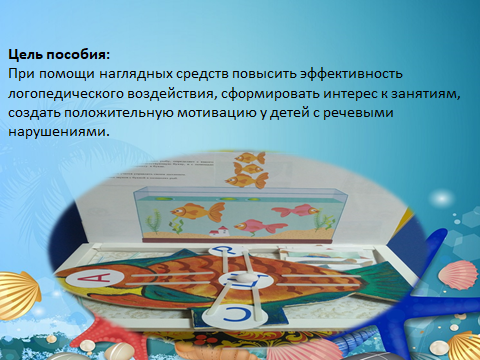 Цель пособия:
При помощи наглядных средств повысить эффективность
логопедического воздействия, сформировать интерес к занятиям,
создать положительную мотивацию у детей с речевыми
нарушениями.
А
С